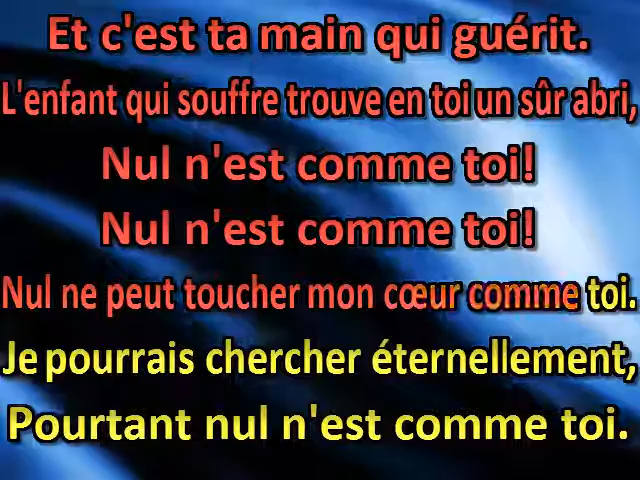 Et c'est ta main qui guérit.
L'enfant qui souffre trouve en toi un sûr abri,
Nul n'est comme toi!
Nul n'est comme toi!
Nul ne peut toucher mon cœur comme toi.
Je pourrais chercher éternellement,
Pourtant nul n'est comme toi.